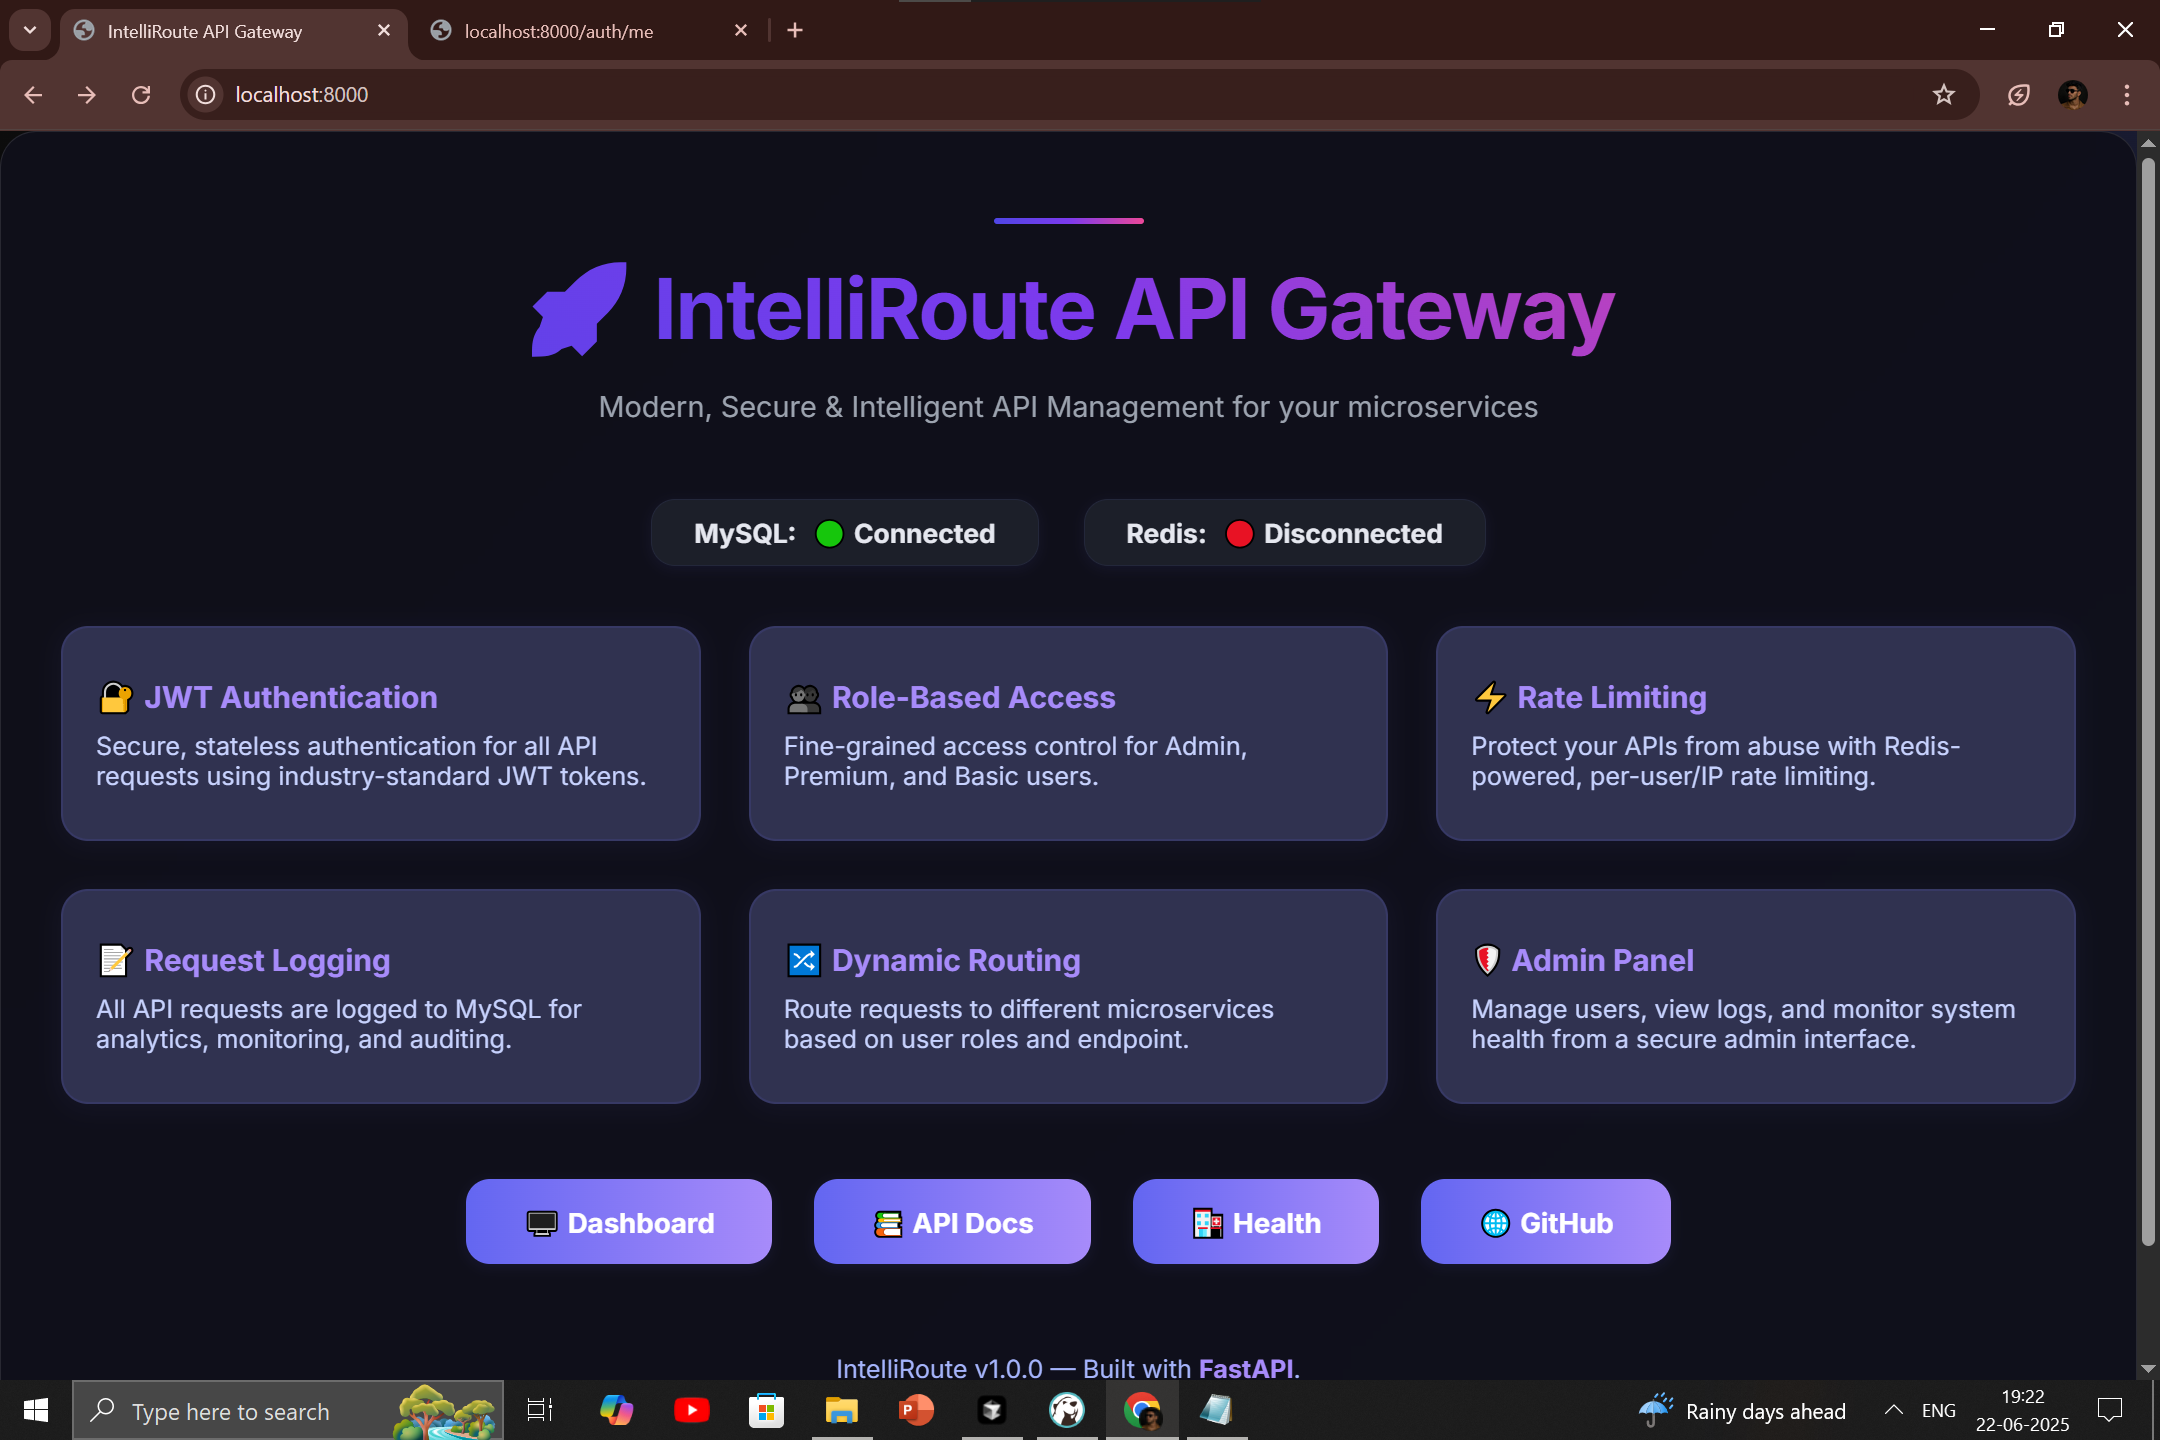 IntelliRoute API Gateway
localhost:8000/auth/me
localhost:8000
IntelliRoute API Gateway
Modern, Secure & Intelligent API Management for your microservices
MySQL: Connected
Redis: Disconnected
JWT Authentication
Secure, stateless authentication for all API
requests using industry-standard JWT tokens.
Role-Based Access
Fine-grained access control for Admin,
Premium, and Basic users.
Rate Limiting
Protect your APIs from abuse with Redis-
powered, per-user/IP rate limiting.
Request Logging
All API requests are logged to MySQL for
analytics, monitoring, and auditing.
Dynamic Routing
Route requests to different microservices
based on user roles and endpoint.
Admin Panel
Manage users, view logs, and monitor system
health from a secure admin interface.
Dashboard
API Docs
Health
GitHub
IntelliRoute v1.0.0 — Built with FastAPI.
Type here to search
Rainy days ahead
ENG
19:22
22-06-2025